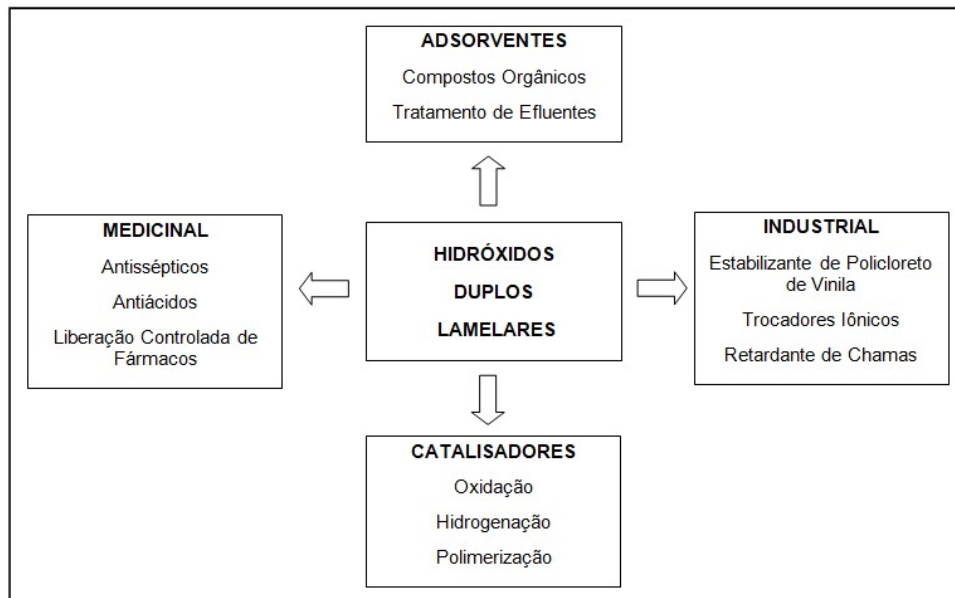 ADSORVENTES
Compostos Orgânicos
Tratamento de Efluentes
MEDICINAL
Antissépticos
Antiácidos
Liberação Controlada de
Fármacos
HIDRÓXIDOS
DUPLOS
LAMELARES
INDUSTRIAL
Estabilizante de Policloreto
de Vinila
Trocadores Iônicos
Retardante de Chamas
CATALISADORES
Oxidação
Hidrogenação
Polimerização